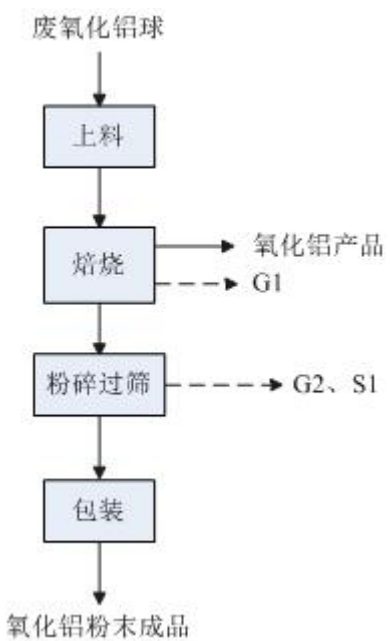 废氧化铝球
上料
焙烧
氧化铝产品
G1
粉碎过筛
G2、S1
包装
氧化铝粉末成品